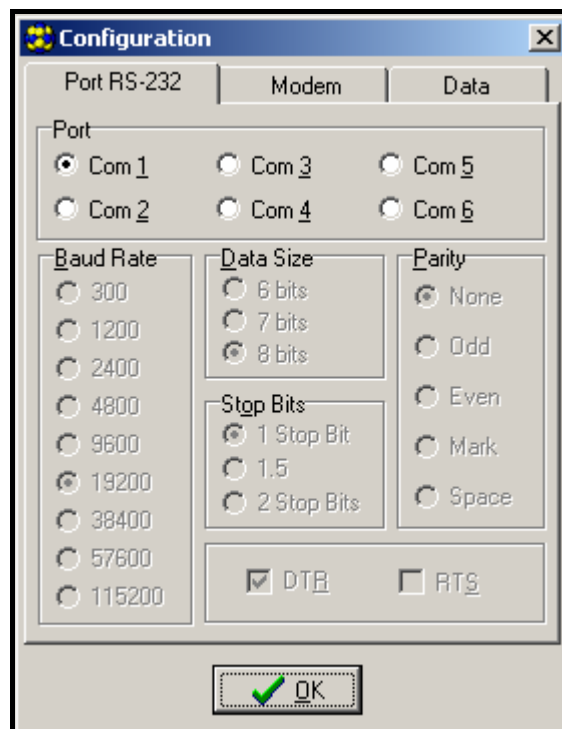 Configuration
Port RS-232 Modem Data
Port
Com 1 Com 3 Com 5
Com 2 Com 4 Com 6
Baud Rate
300
1200
2400
4800
9600
19200
38400
57600
115200
Data Size
6 bits
7 bits
8 bits
Stop Bits
1 Stop Bit
1.5
2 Stop Bits
Parity
None
Odd
Even
Mark
Space
DTR RTS
OK